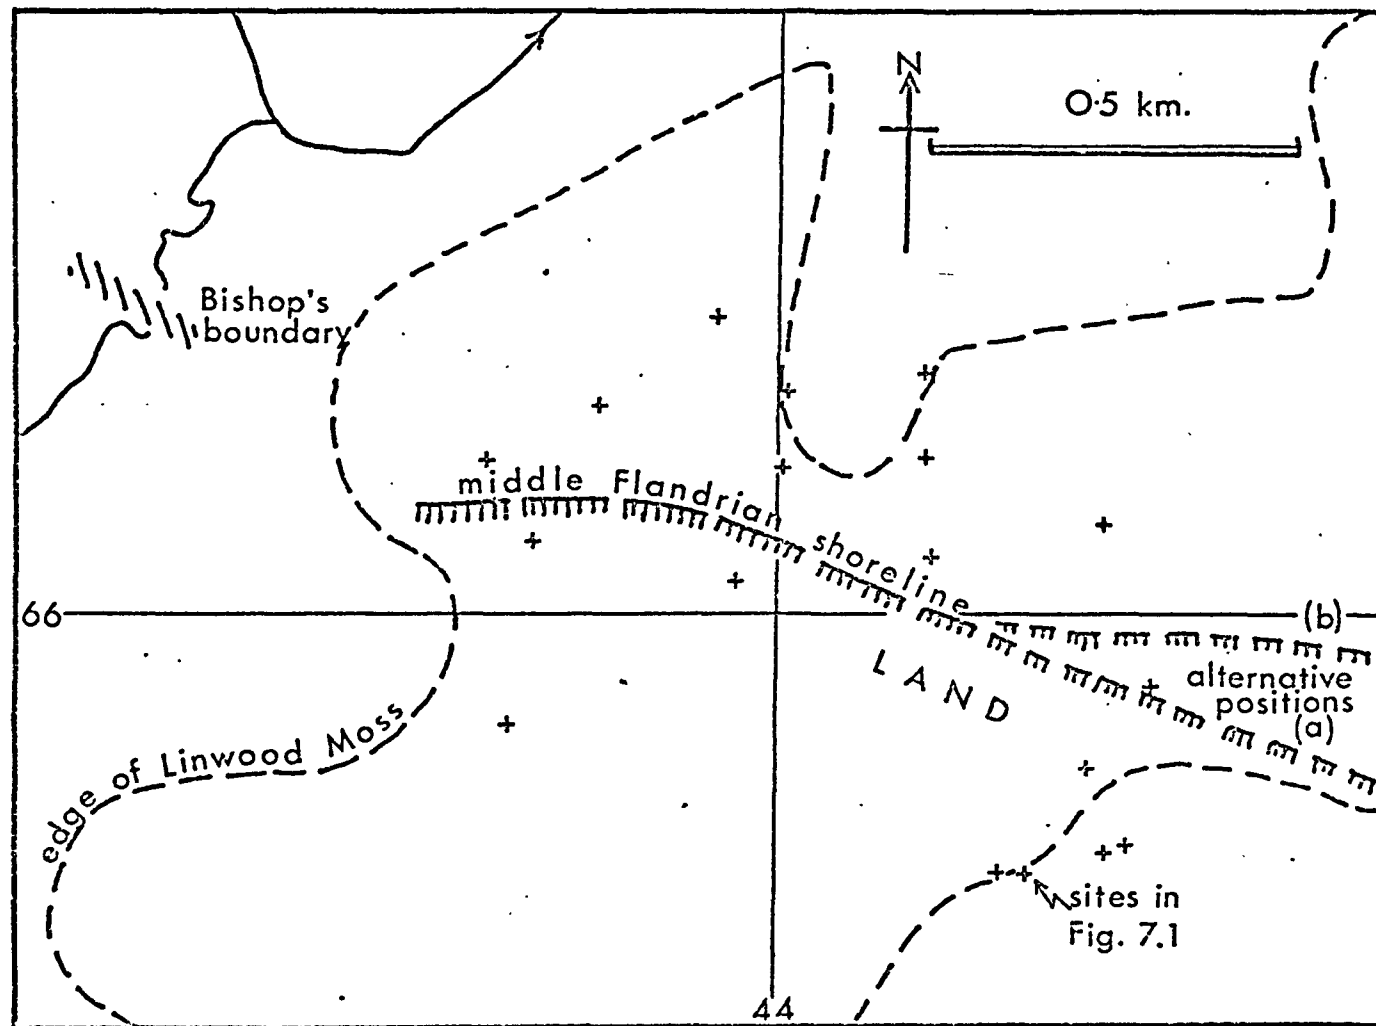 N
0·5 km.
Bishop's
boundary
middle Flandrian shoreline
66
(b)
LAND
alternative
positions
(a)
edge of Linwood Moss
sites in
Fig. 7.1
44